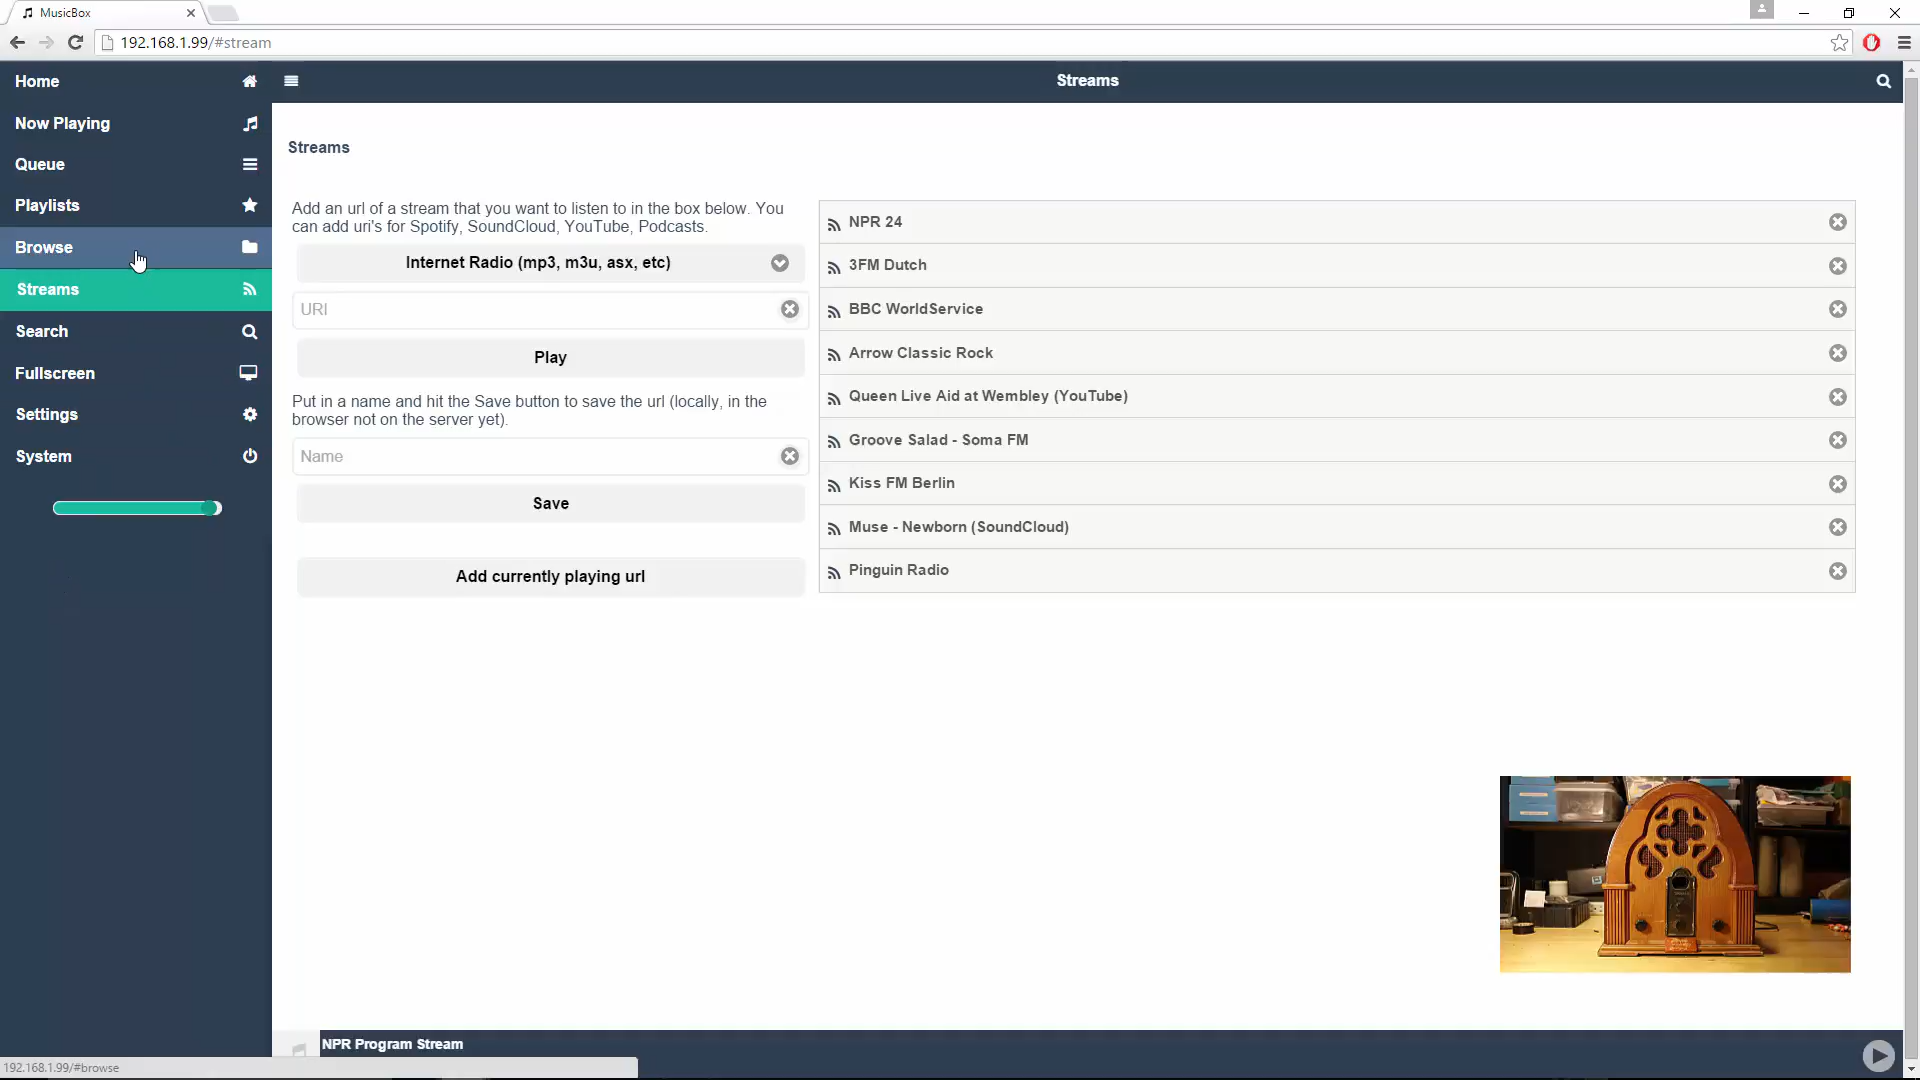 MusicBox
192.168.1.99/#stream
Home
Now Playing
Queue
Playlists
Browse
Streams
Search
Fullscreen
Settings
System
Streams
Streams
Add an url of a stream that you want to listen to in the box below. You
can add uri's for Spotify, SoundCloud, YouTube, Podcasts.
Internet Radio (mp3, m3u, asx, etc)
URI
Play
Put in a name and hit the Save button to save the url (locally, in the
browser not on the server yet).
Name
Save
Add currently playing url
NPR 24
3FM Dutch
BBC WorldService
Arrow Classic Rock
Queen Live Aid at Wembley (YouTube)
Groove Salad - Soma FM
Kiss FM Berlin
Muse - Newborn (SoundCloud)
Pinguin Radio
NPR Program Stream
192.168.1.99/#browse